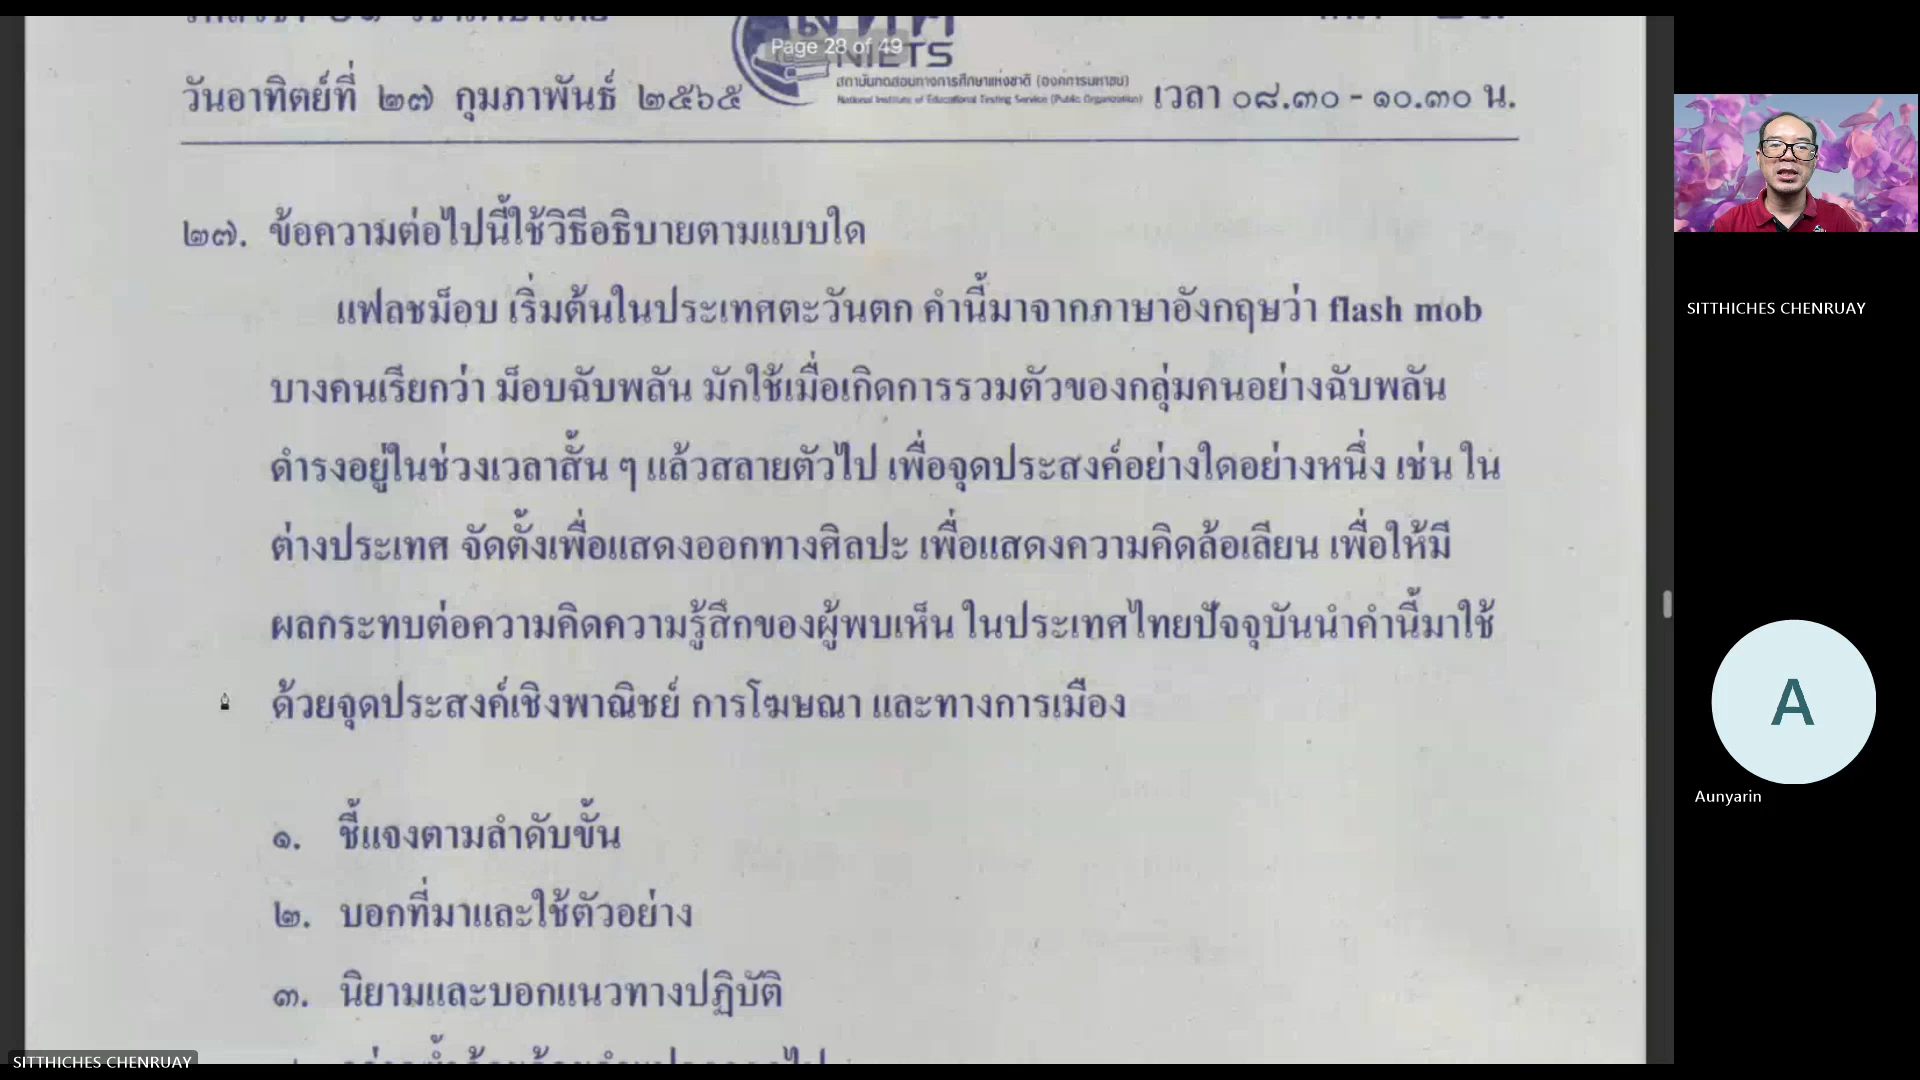 Page 28 of 49
NIETS
สถาบันทดสอบทางการศึกษาแห่งชาติ (องค์การมหาชน)
National Institute of Educational Testing Service (Public Organization)
วันอาทิตย์ที่ ๒๗ กุมภาพันธ์ ๒๕๖๕
เวลา ๐๘.๓๐ - ๑๐.๓๐ น.
๒๗. ข้อความต่อไปนี้ใช้วิธีอธิบายตามแบบใด
แฟลชม็อบ เริ่มต้นในประเทศตะวันตก คำนี้มาจากภาษาอังกฤษว่า flash mob
บางคนเรียกว่า ม็อบฉับพลัน มักใช้เมื่อเกิดการรวมตัวของกลุ่มคนอย่างฉับพลัน
ดำรงอยู่ในช่วงเวลาสั้น ๆ แล้วสลายตัวไป เพื่อจุดประสงค์อย่างใดอย่างหนึ่ง เช่น ใน
ต่างประเทศ จัดตั้งเพื่อแสดงออกทางศิลปะ เพื่อแสดงความคิดล้อเลียน เพื่อให้มี
ผลกระทบต่อความคิดความรู้สึกของผู้พบเห็น ในประเทศไทยปัจจุบันนำคำนี้มาใช้
ด้วยจุดประสงค์เชิงพาณิชย์ การโฆษณา และทางการเมือง
๑. ชี้แจงตามลำดับขั้น
๒. บอกที่มาและใช้ตัวอย่าง
๓. นิยามและบอกแนวทางปฏิบัติ
SITTHICHES CHENRUAY
A
Aunyarin
SITTHICHES CHENRUAY